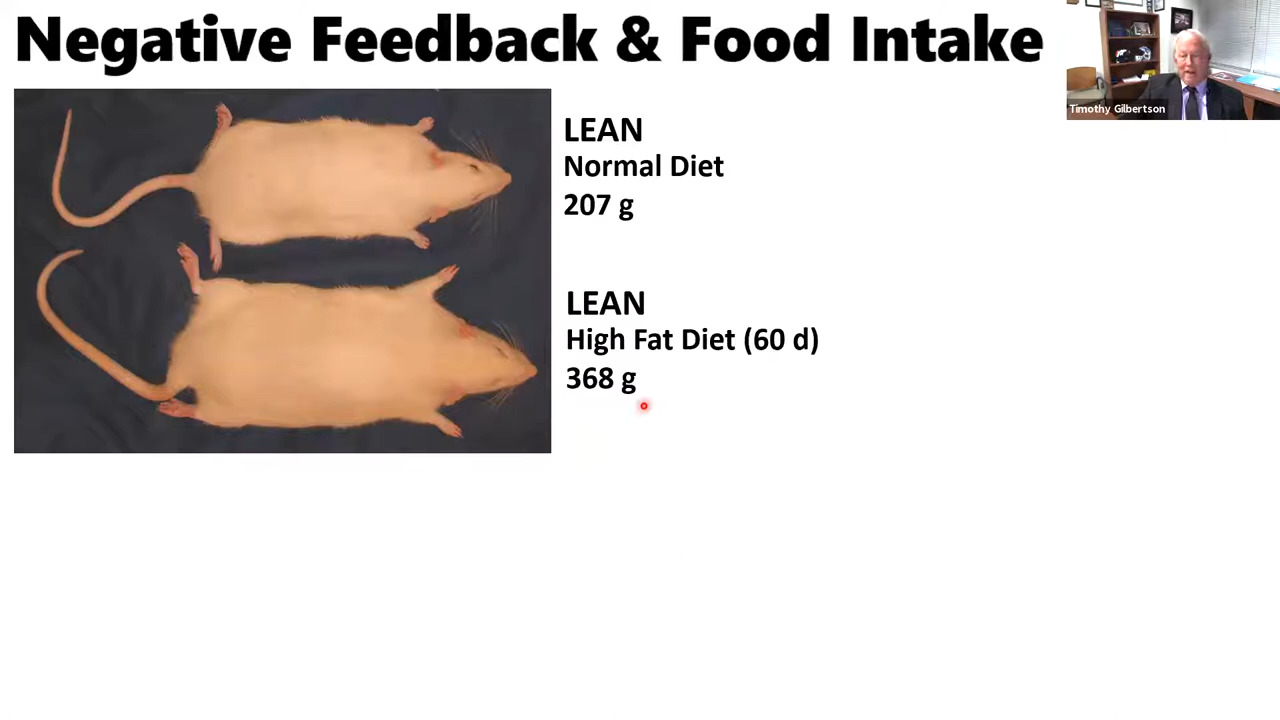 Negative Feedback & Food Intake
Timothy Gilbertson
LEAN
Normal Diet
207 g
LEAN
High Fat Diet (60 d)
368 g